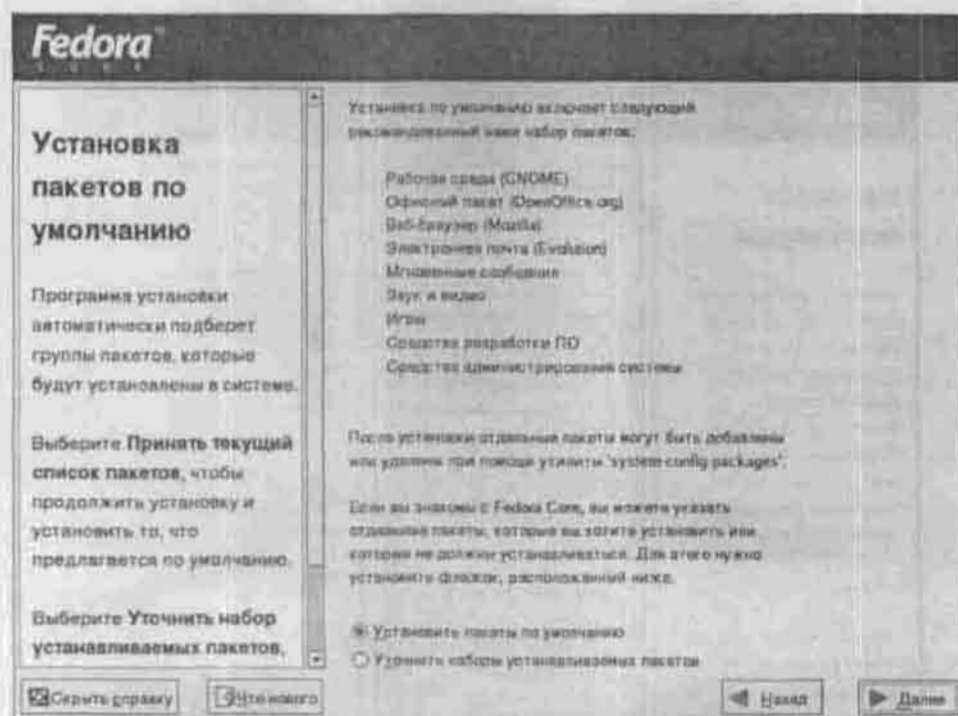 Fedora
CORE
Установка
пакетов по
умолчанию
Программа установки
автоматически подберет
группы пакетов, которые
будут установлены в системе.
Выберите Принять текущий
список пакетов, чтобы
продолжить установку и
установить то, что
предлагается по умолчанию.
Выберите Уточнить набор
устанавливаемых пакетов,
Установка по умолчанию включает следующий
рекомендованный нами набор пакетов:
Рабочая среда (GNOME)
Офисный пакет (OpenOffice.org)
Веб-браузер (Mozilla)
Электронная почта (Evolution)
Мгновенные сообщения
Звук и видео
Игры
Средства разработки ПО
Средства администрирования системы
После установки отдельные пакеты могут быть добавлены
или удалены при помощи утилиты 'system-config-packages'.
Если вы знакомы с Fedora Core, вы можете указать
отдельные пакеты, которые вы хотите установить или
которые не должны устанавливаться. Для этого нужно
установить флажок, расположенный ниже.
Установить пакеты по умолчанию
Уточнить наборы устанавливаемых пакетов
Скрыть справку
Что нового
Назад
Далее